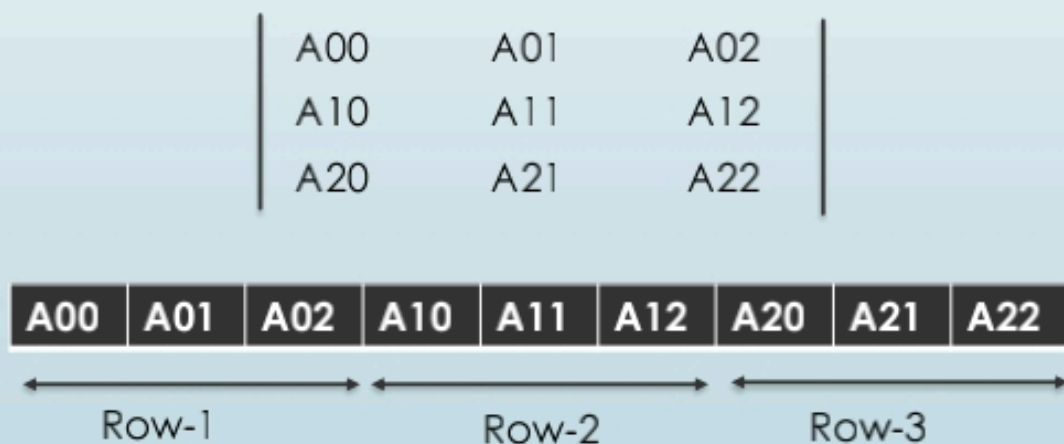 A00 A01 A02
A10 A11 A12
A20 A21 A22
A00 A01 A02 A10 A11 A12 A20 A21 A22
Row-1 Row-2 Row-3